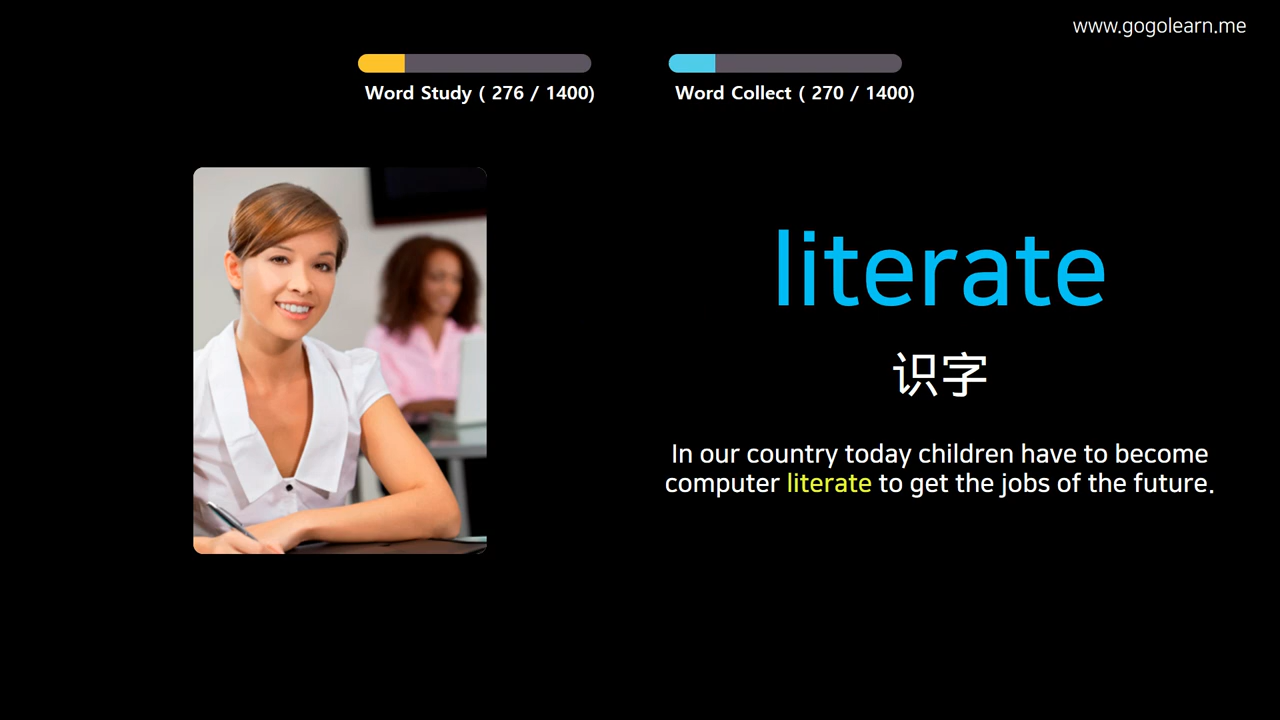 www.gogolearn.me
Word Study ( 276 / 1400)
Word Collect ( 270 / 1400)
literate
识字
In our country today children have to become
computer literate to get the jobs of the future.